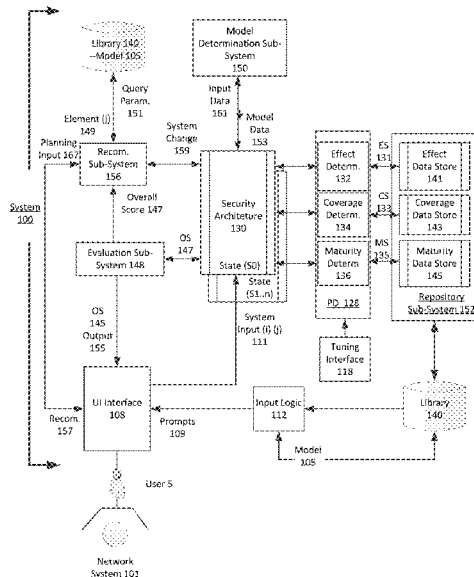 Library 140
--Model 105
Model
Determination Sub-
System
150
Query
Param.
151
Input
Data
161
Element (j)
149
System
Change
159
Model
Data
153
Planning
Input 167
Recom.
Sub-System
156
System
100
Overall
Score 147
Security
Architeture
130
Effect
Determ.
132
ES
131
Effect
Data Store
141
Coverage
Determ.
134
CS
133
Coverage
Data Store
143
Maturity
Determ
136
MS
135
Maturity
Data Store
145
Evaluation Sub-
System 148
OS
147
State (S0)
State
(S1..n)
PD 128
Repository
Sub-System 152
OS
145
Output
155
System
Input (i) (j)
111
Tuning
Interface
118
UI Interface
108
Input Logic
112
Library
140
Recom.
157
Prompts
109
Model
105
User 5
Network
System 101